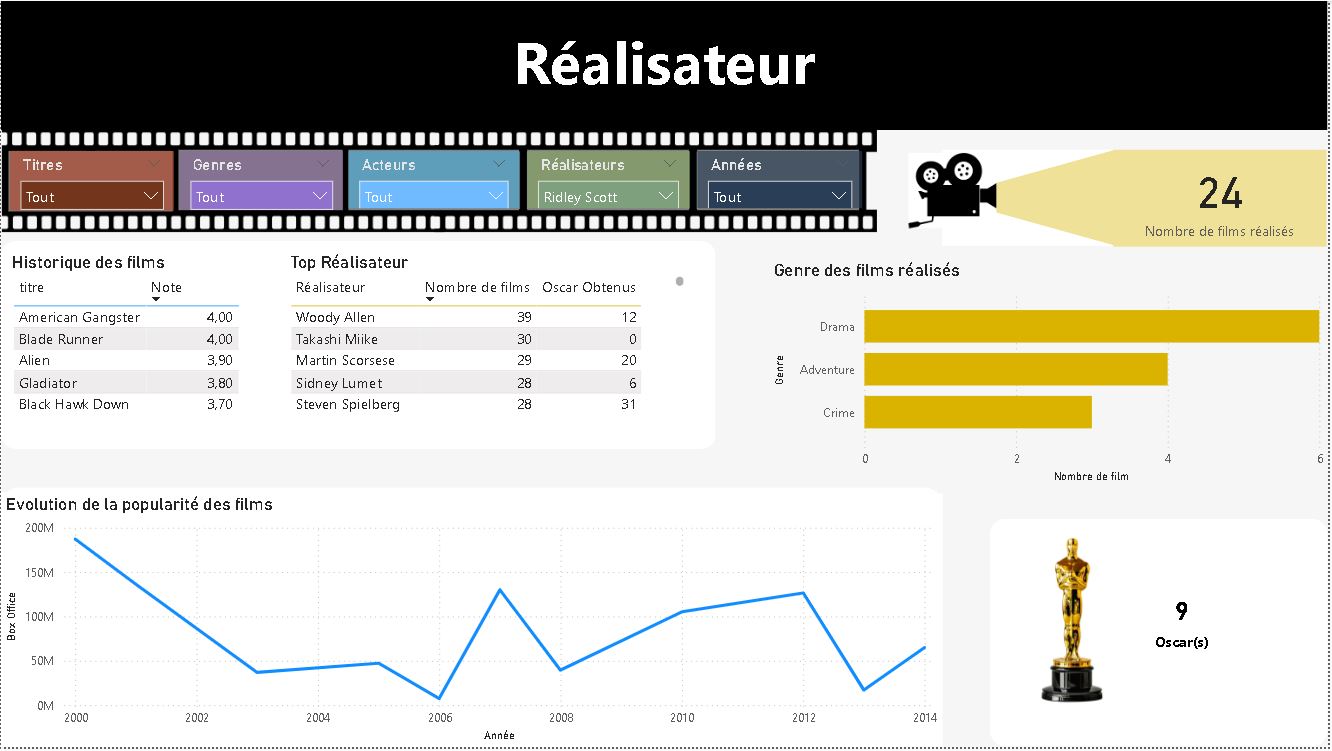 Réalisateur
Titres
Tout
Genres
Tout
Acteurs
Tout
Réalisateurs
Ridley Scott
Années
Tout
24
Nombre de films réalisés
Historique des films
titre Note
American Gangster 4,00
Blade Runner 4,00
Alien 3,90
Gladiator 3,80
Black Hawk Down 3,70
Top Réalisateur
Réalisateur Nombre de films Oscar Obtenus
Woody Allen 39 12
Takashi Miike 30 0
Martin Scorsese 29 20
Sidney Lumet 28 6
Steven Spielberg 28 31
Genre des films réalisés
Genre
Drama
Adventure
Crime
0 2 4 6
Nombre de film
Evolution de la popularité des films
Box Office
200M
150M
100M
50M
0M
2000 2002 2004 2006 2008 2010 2012 2014
Année
9
Oscar(s)